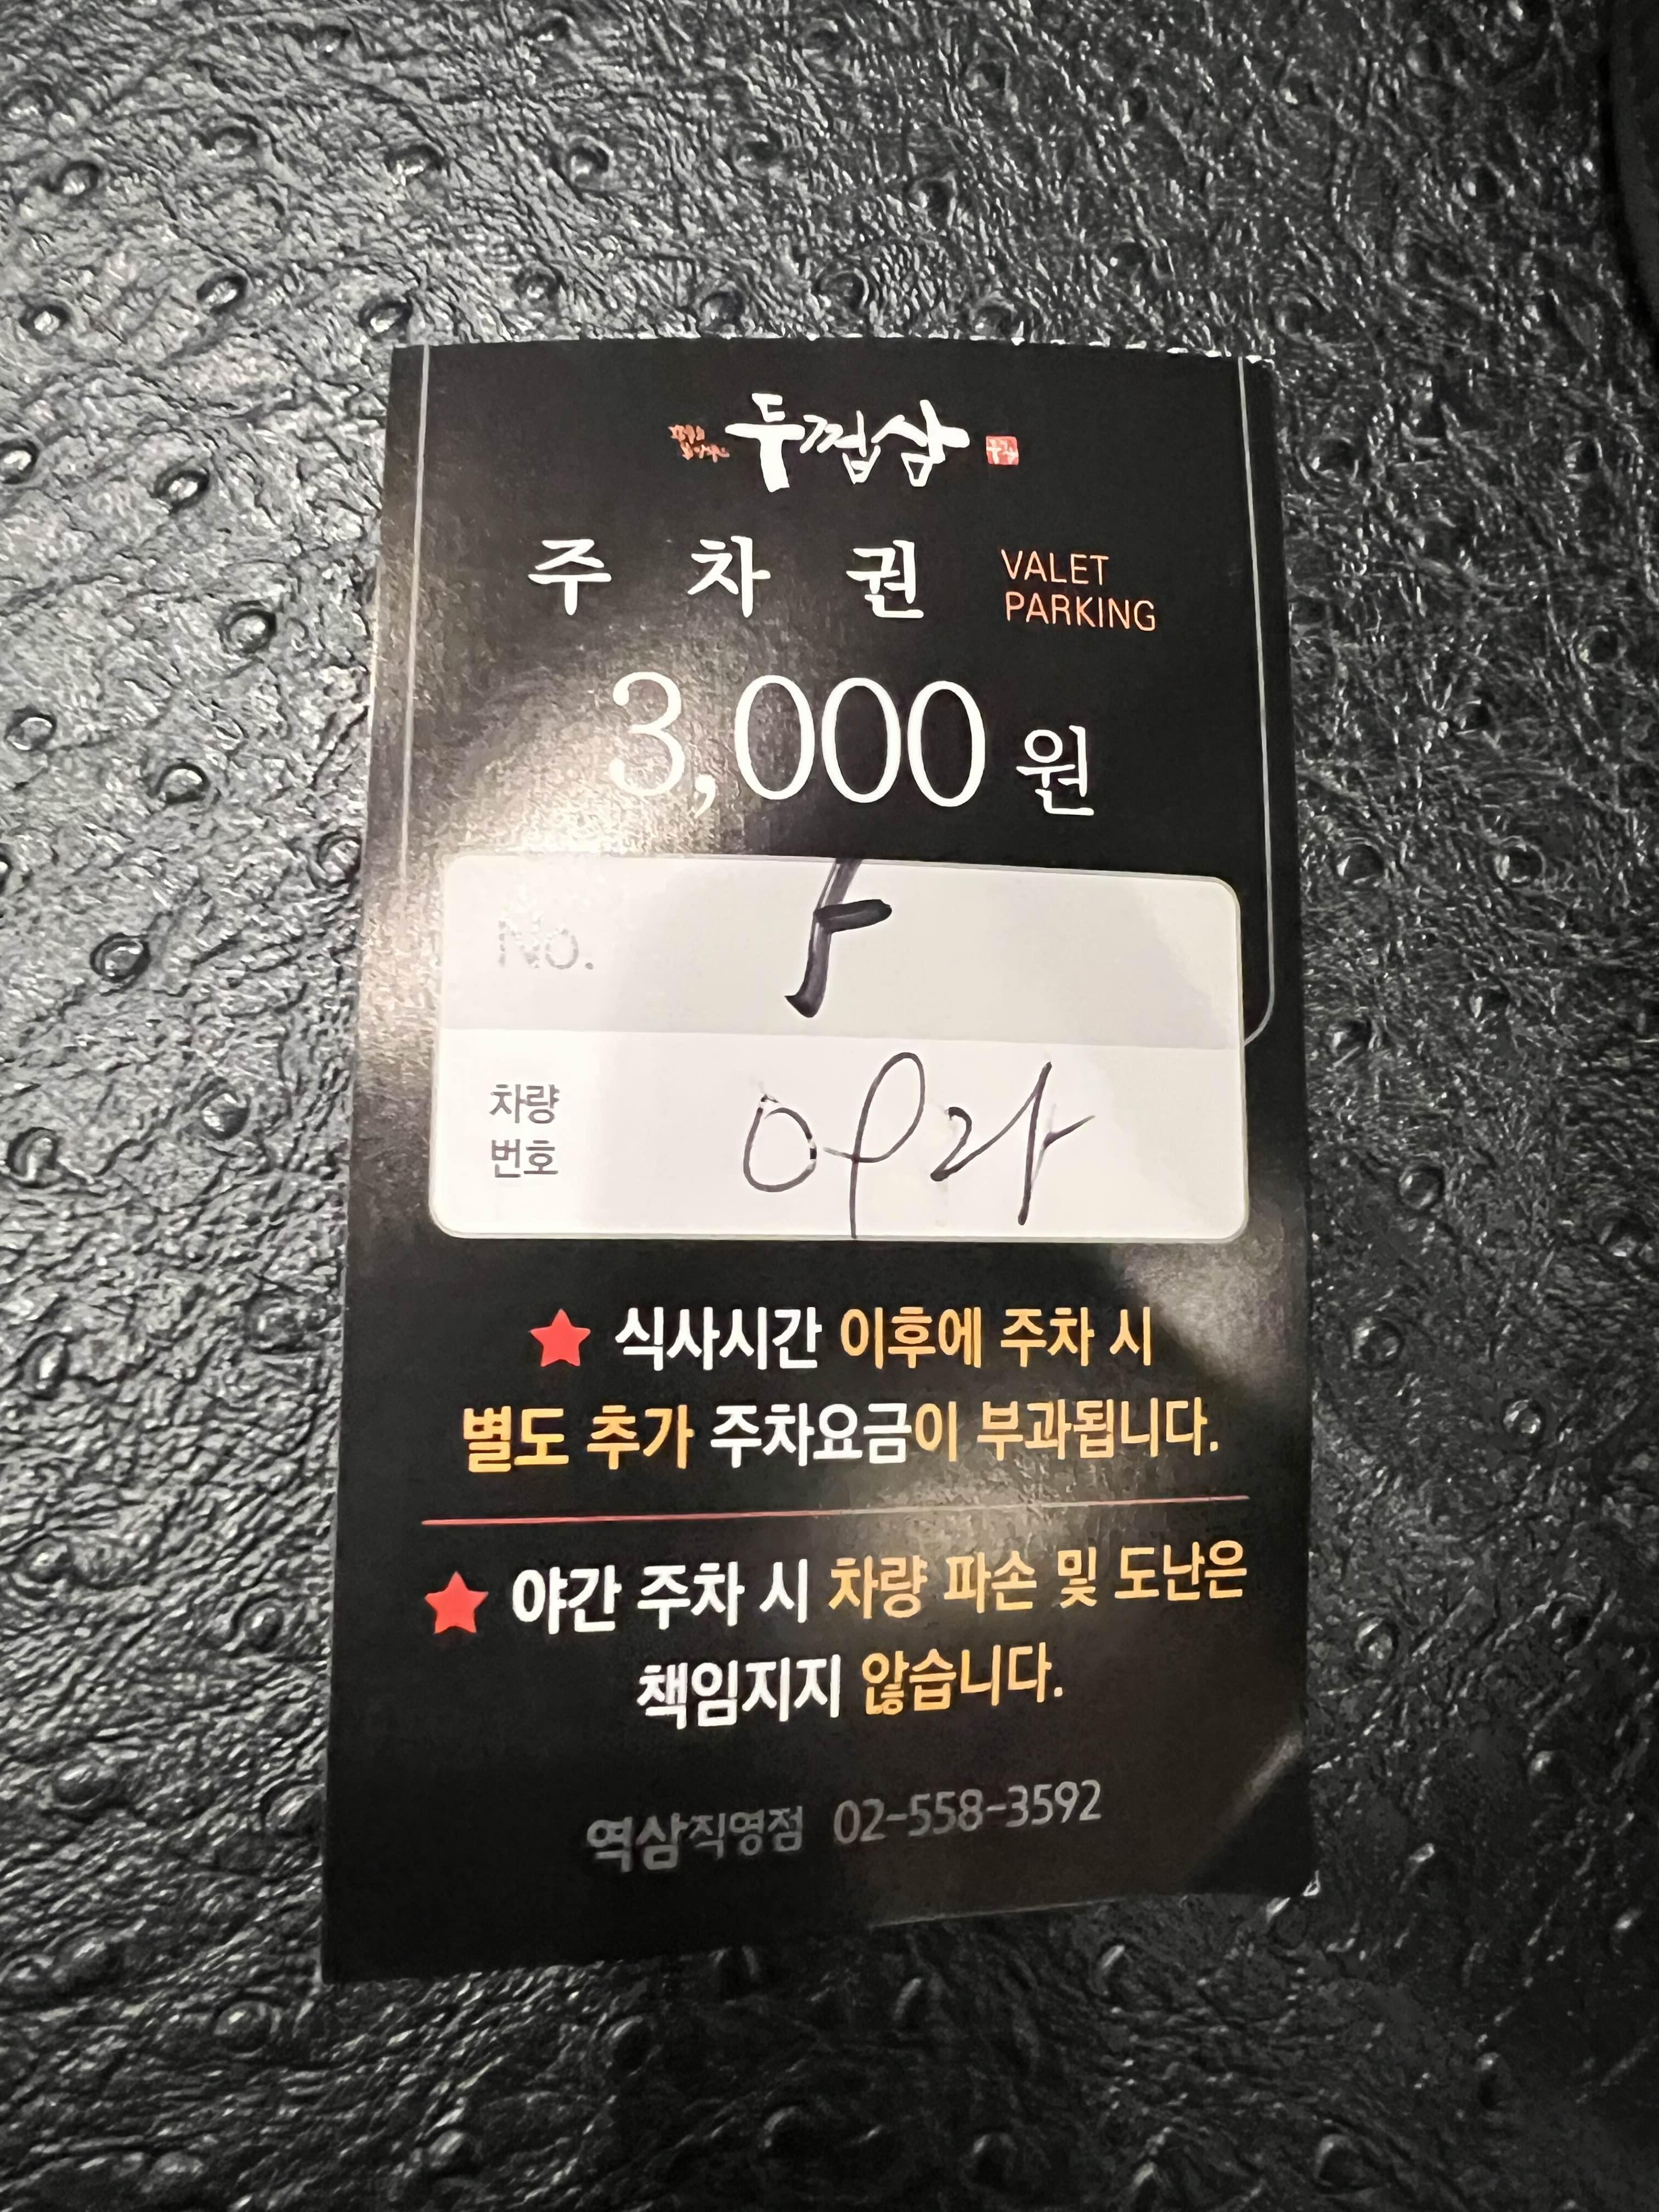 두껍삼
주 차 권 VALET PARKING
3,000 원
No.
차량
번호
★ 식사시간 이후에 주차 시
별도 추가 주차요금이 부과됩니다.
★ 야간 주차 시 차량 파손 및 도난은
책임지지 않습니다.
역삼직영점 02-558-3592